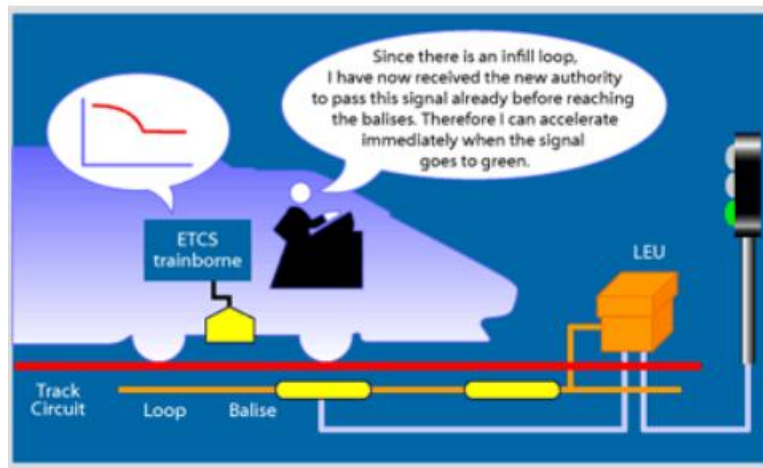 Since there is an infill loop,
I have now received the new authority
to pass this signal already before reaching
the balises. Therefore I can accelerate
immediately when the signal
goes to green.
ETCS
trainborne
LEU
Track
Circuit
Loop
Balise